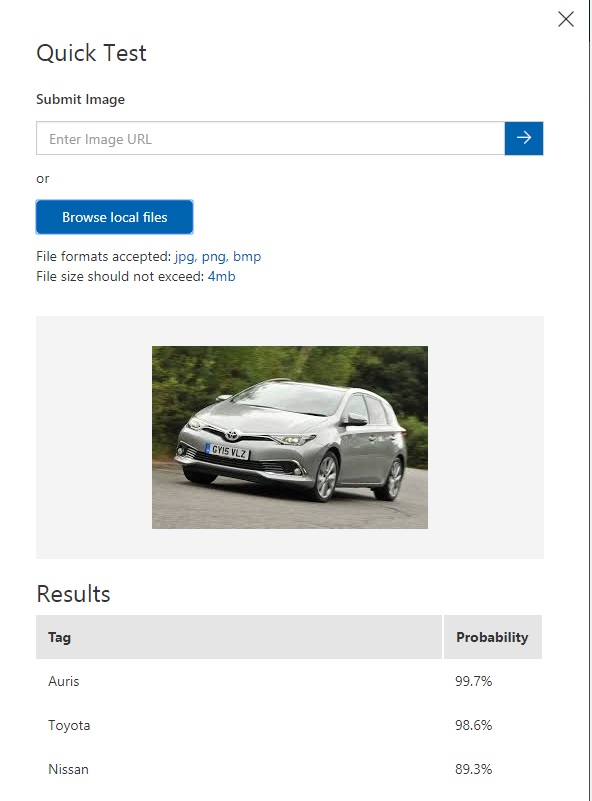 Quick Test
Submit Image
Enter Image URL
or
Browse local files
File formats accepted: jpg, png, bmp
File size should not exceed: 4mb
GY15 VLZ
Results
Tag Probability
Auris 99.7%
Toyota 98.6%
Nissan 89.3%